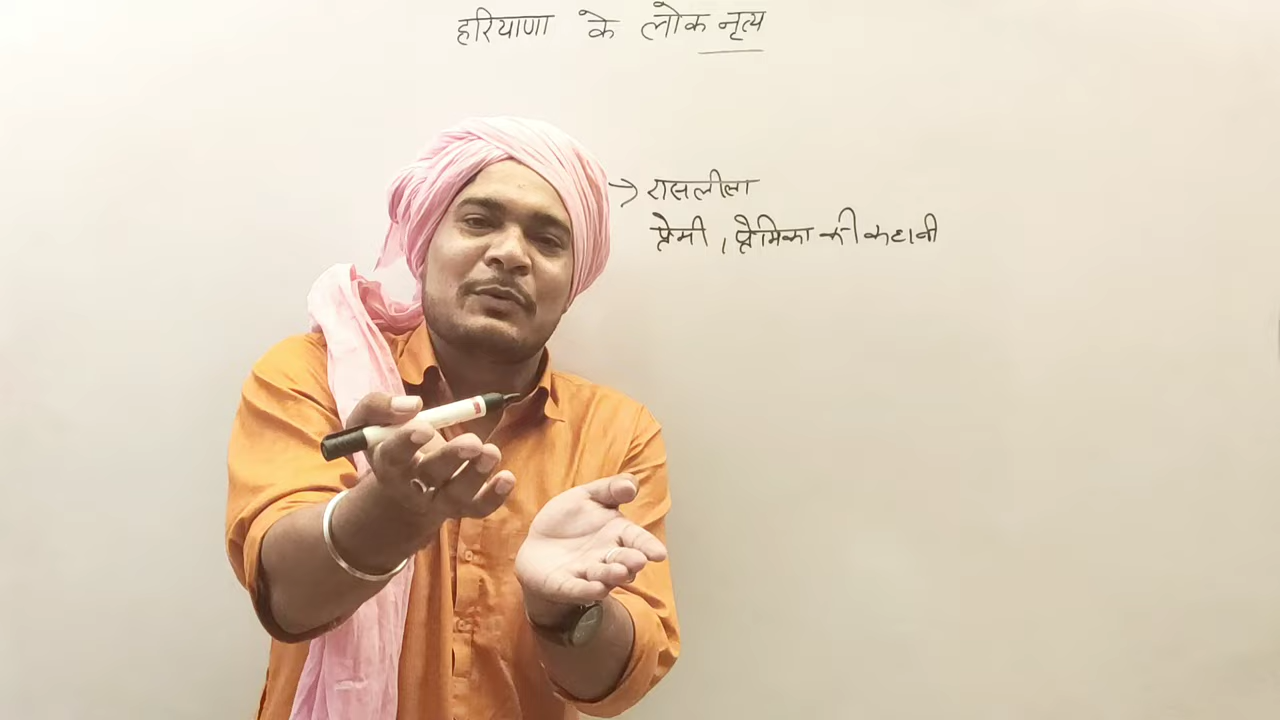 हरियाणा के लोक नृत्य
→ रासलीला
प्रेमी, प्रेमिका की कहानी